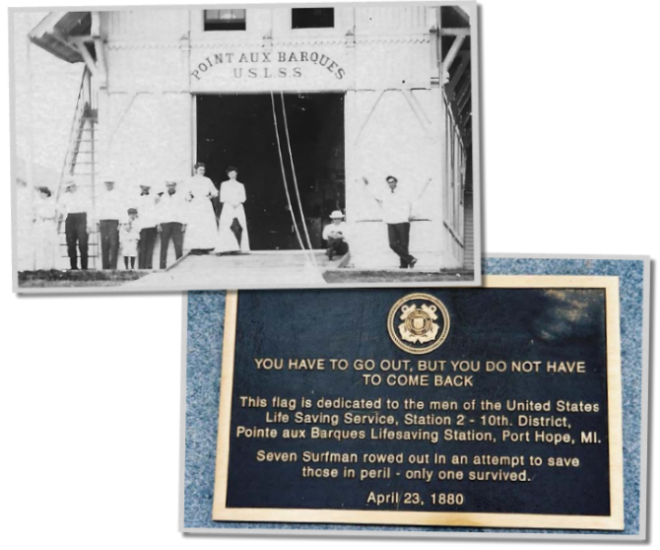 POINT AUX BARQUES
U S L S S
YOU HAVE TO GO OUT, BUT YOU DO NOT HAVE
TO COME BACK
This flag is dedicated to the men of the United States
Life Saving Service, Station 2 - 10th. District,
Pointe aux Barques Lifesaving Station, Port Hope, MI.
Seven Surfman rowed out in an attempt to save
those in peril - only one survived.
April 23, 1880